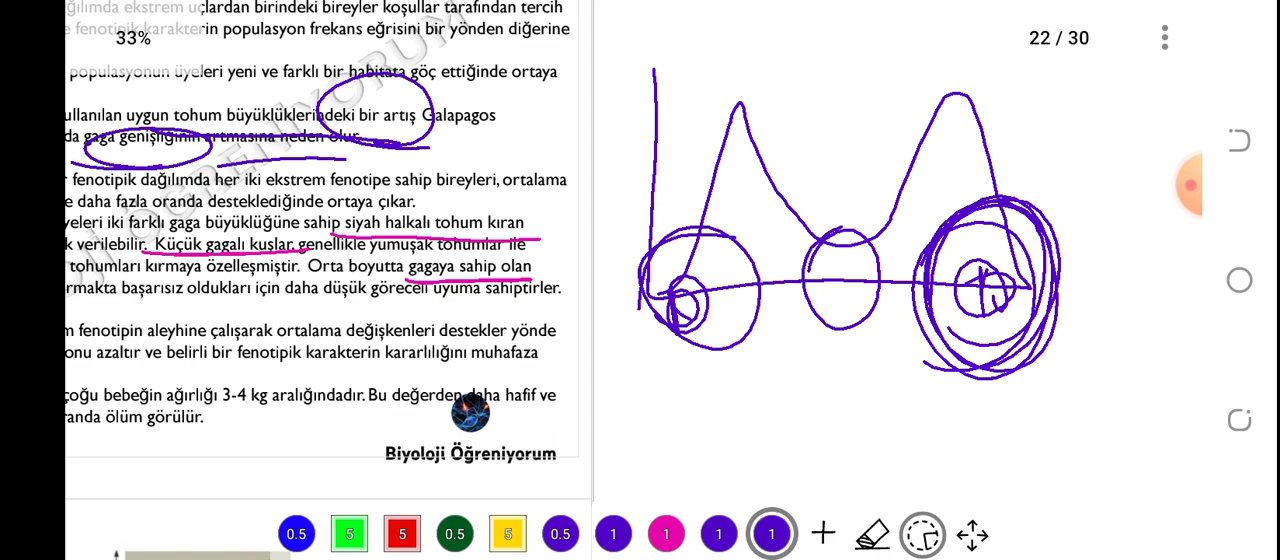 ğılımda ekstrem uçlardan birindeki bireyler koşullar tarafından tercih
e fenotipik karakterin populasyon frekans eğrisini bir yönden diğerine
33%
22 / 30
populasyonun üyeleri yeni ve farklı bir habitata göç ettiğinde ortaya
ullanılan uygun tohum büyüklüklerindeki bir artış Galapagos
da gaga genişliğinin artmasına neden olur.
r fenotipik dağılımda her iki ekstrem fenotipe sahip bireyleri, ortalama
e daha fazla oranda desteklediğinde ortaya çıkar.
yeleri iki farklı gaga büyüklüğüne sahip siyah halkalı tohum kıran
k verilebilir. Küçük gagalı kuşlar, genellikle yumuşak tohumlar ile
tohumları kırmaya özelleşmiştir. Orta boyutta gagaya sahip olan
ırmakta başarısız oldukları için daha düşük göreceli uyuma sahiptirler.
m fenotipin aleyhine çalışarak ortalama değişkenleri destekler yönde
onu azaltır ve belirli bir fenotipik karakterin kararlılığını muhafaza
çoğu bebeğin ağırlığı 3-4 kg aralığındadır. Bu değerden daha hafif ve
randa ölüm görülür.
Biyoloji Öğreniyorum
ÖĞRENİYORUM
0.5 5 5 0.5 5 0.5 1 1 1 1